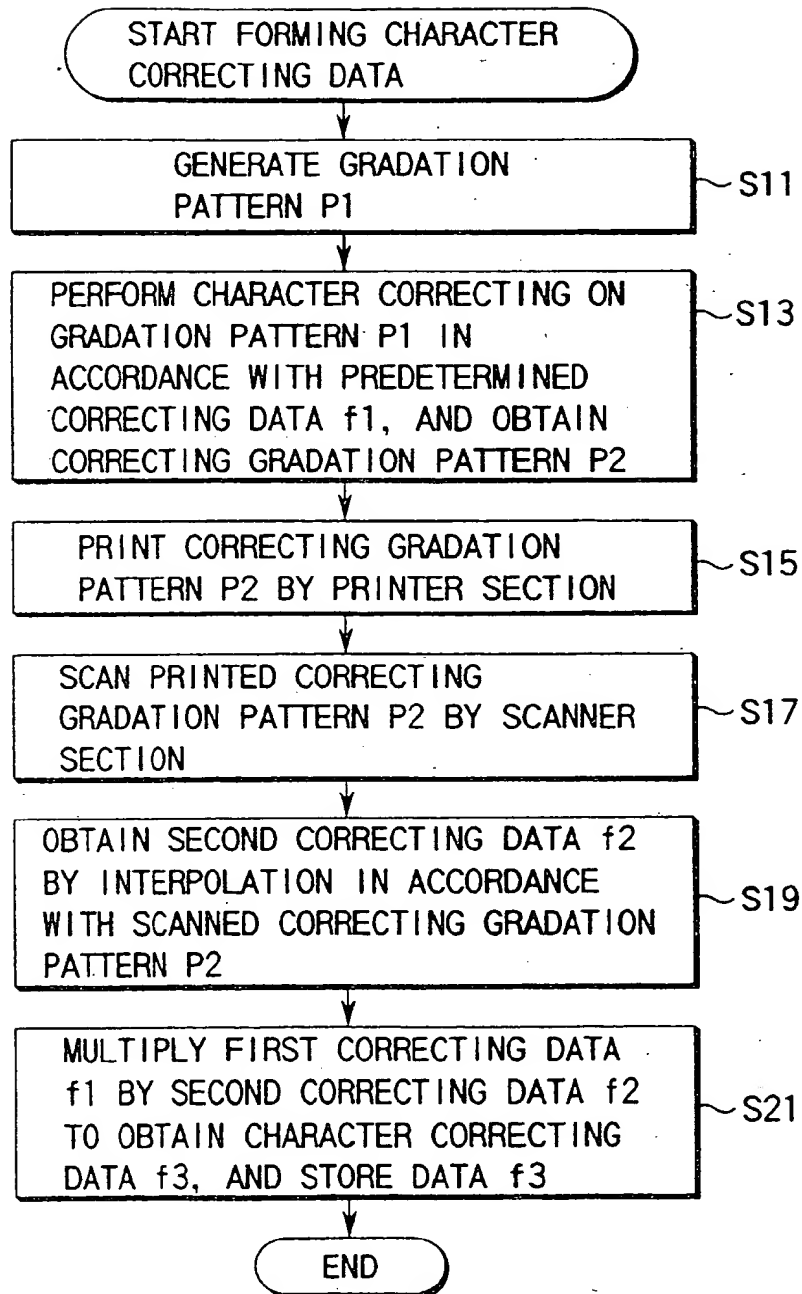 START FORMING CHARACTER
CORRECTING DATA
GENERATE GRADATION
PATTERN P1
S11
PERFORM CHARACTER CORRECTING ON
GRADATION PATTERN P1 IN
ACCORDANCE WITH PREDETERMINED
CORRECTING DATA f1, AND OBTAIN
CORRECTING GRADATION PATTERN P2
S13
PRINT CORRECTING GRADATION
PATTERN P2 BY PRINTER SECTION
S15
SCAN PRINTED CORRECTING
GRADATION PATTERN P2 BY SCANNER
SECTION
S17
OBTAIN SECOND CORRECTING DATA f2
BY INTERPOLATION IN ACCORDANCE
WITH SCANNED CORRECTING GRADATION
PATTERN P2
S19
MULTIPLY FIRST CORRECTING DATA
f1 BY SECOND CORRECTING DATA f2
TO OBTAIN CHARACTER CORRECTING
DATA f3, AND STORE DATA f3
S21
END